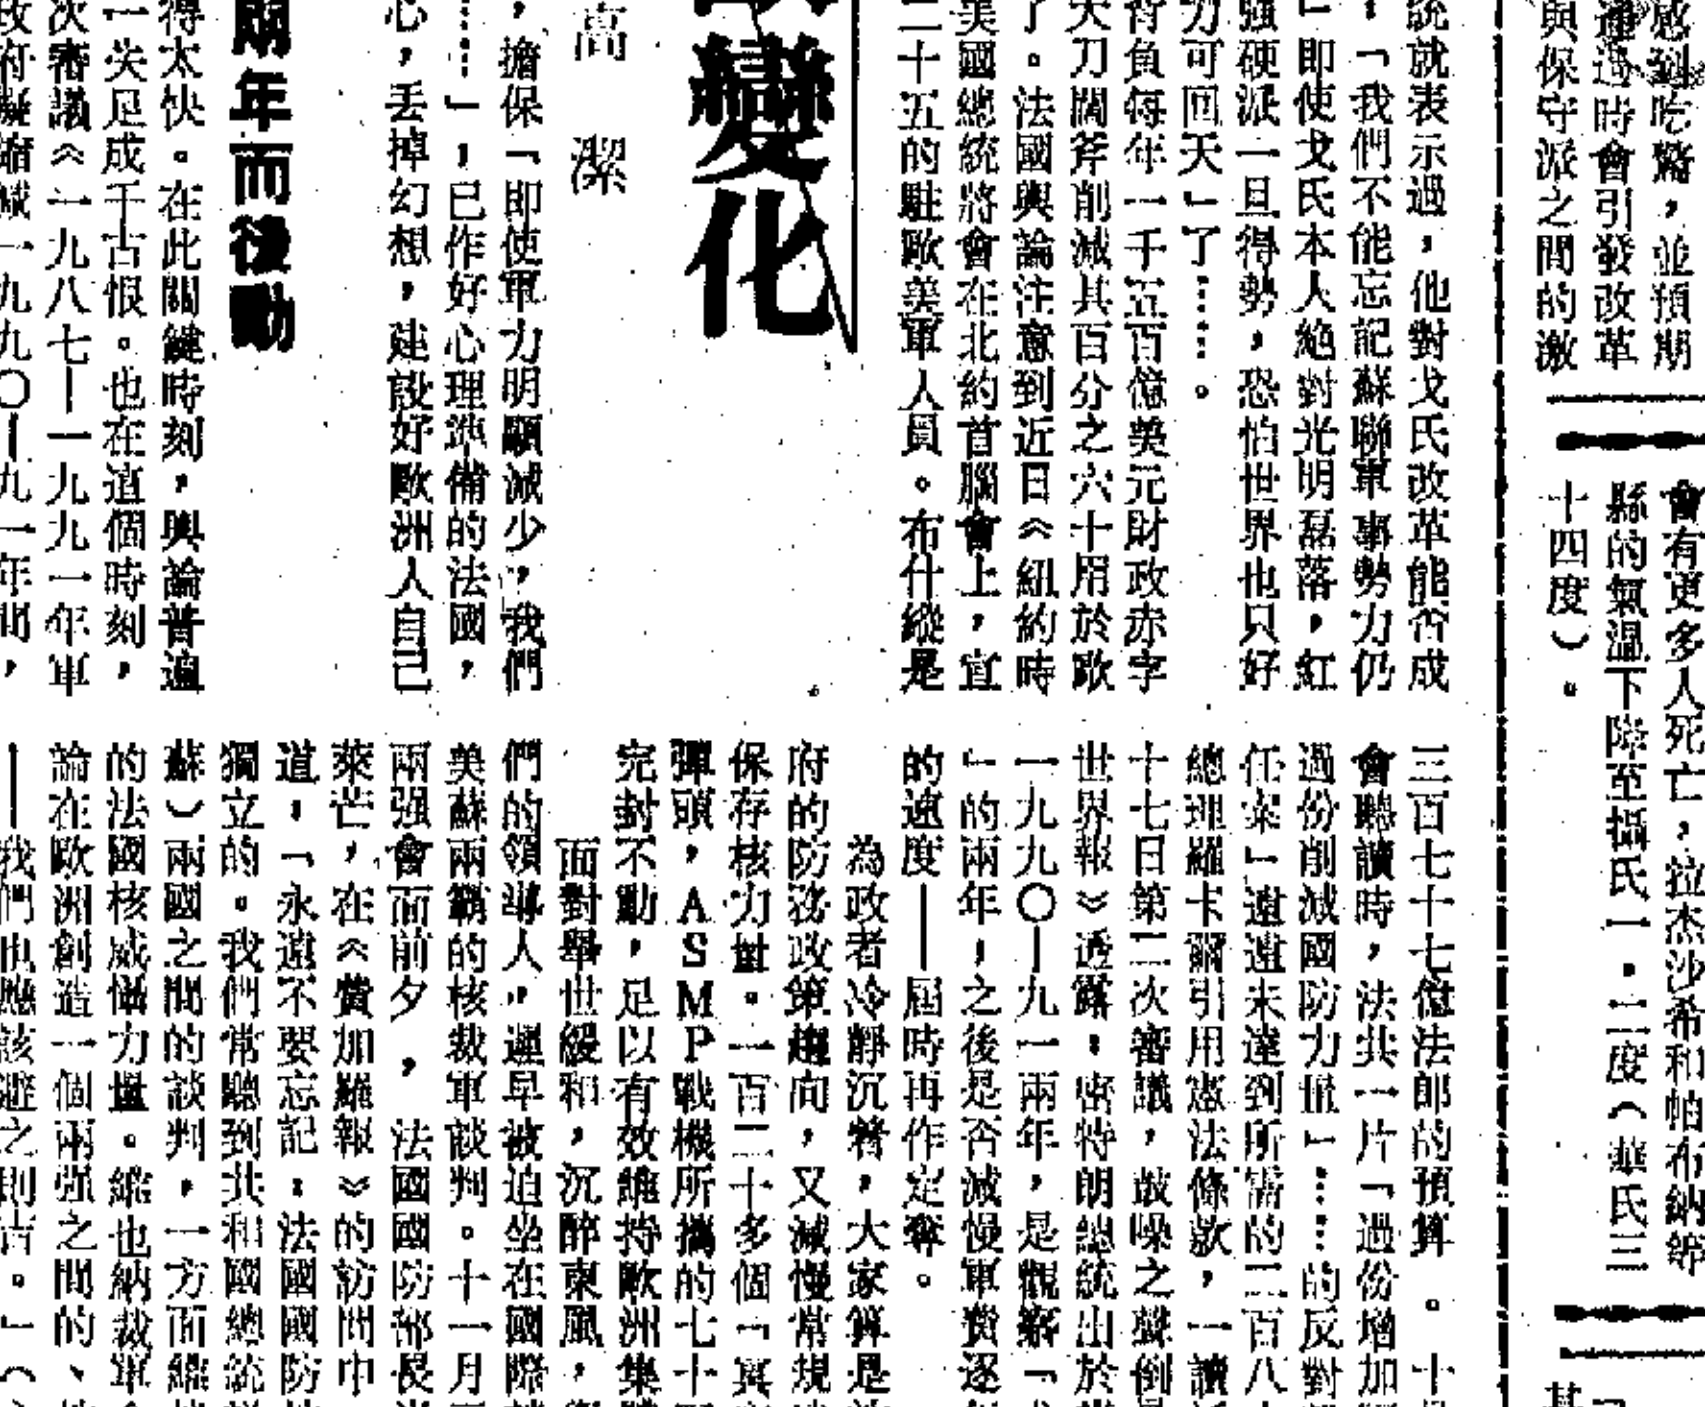 感到吃驚，並預期
通過時會引發改革
與保守派之間的激
會有更多人死亡，拉杰沙希和帕布納等
縣的氣溫下降至攝氏一・二度（華氏三
十四度）。
統就表示過，他對戈氏改革能否成
，「我們不能忘記蘇聯軍事勢力仍
」即使戈氏本人絕對光明磊落，紅
强硬派一旦得勢，恐怕世界也只好
力可回天」了……。
背負每年一千五百億美元財政赤字
大刀闊斧削減其百分之六十用於歐
了。法國輿論注意到近日《紐約時
美國總統將會在北約首腦會上，宣
二十五的駐歐美軍人員。布什縱是
變化
高潔
，擔保「即使軍力明顯減少，我們
……」，已作好心理準備的法國，
心，丢掉幻想，建設好歐洲人自己
兩年而後動
得太快。在此關鍵時刻，輿論普遍
一失足成千古恨。也在這個時刻，
次審議《一九八七—一九九一年軍
政府凝縮減一九九〇—九一年間，
三百七十七億法郎的預算。十
會聽讀時，法共一片「過份增加
過份削減國防力量」……的反對
任案」遠遠未達到所需的二百八
總理羅卡爾引用憲法條款，一讀
十七日第二次審議，鼓噪之聲倒
世界報》透露：密特朗總統出於
一九九〇—九一兩年，是觀察「
」的兩年，之後是否減慢軍費逐
的速度——屆時再作定奪。
為政者冷靜沉着，大家算是
府的防務政策趨向，又減慢常規
保存核力量。一百二十多個「
彈頭，ASMP戰機所攜的七十
完封不動，足以有效維持歐洲集
面對舉世緩和，沉醉東風，
們的領導人，遲早被迫坐在國際
美蘇兩霸的核裁軍談判。十一月
兩强會面前夕，法國國防部長
萊芒，在《費加羅報》的訪問中
道，「永遠不要忘記：法國國防
獨立的。我們常聽到共和國總統
蘇）兩國之間的談判，一方面
的法國核威懾力量。維也納裁軍
論在歐洲創造一個兩强之間的、
——我們也應該避之則吉。」（